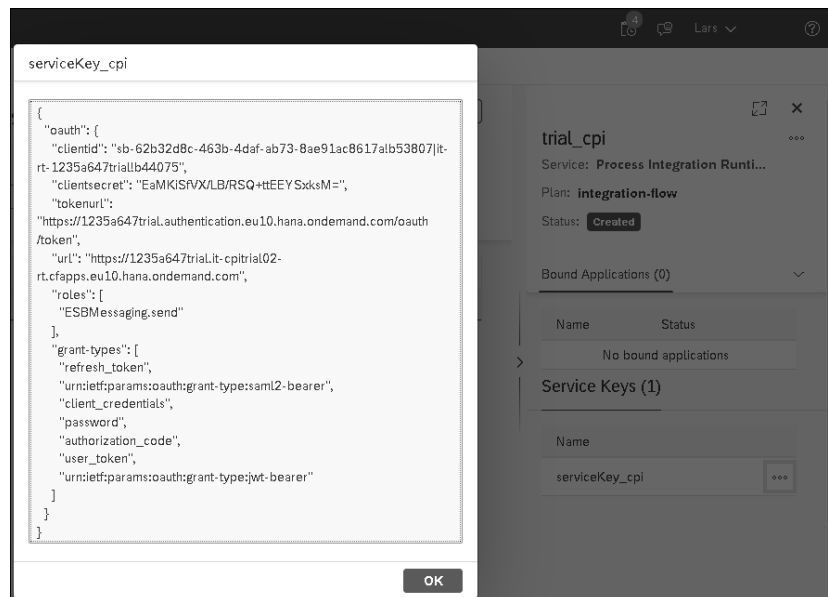 4
Lars
serviceKey_cpi
{
"oauth": {
"clientid": "sb-62b32d8c-463b-4daf-ab73-8ae91ac8617a!b53807|it-
rt-1235a647trial!b44075",
"clientsecret": "EaMKiSfVX/LB/RSQ+ttEEYSxksM=",
"tokenurl":
"https://1235a647trial.authentication.eu10.hana.ondemand.com/oauth
/token",
"url": "https://1235a647trial.it-cpitrial02-
rt.cfapps.eu10.hana.ondemand.com",
"roles": [
"ESBMessaging.send"
],
"grant-types": [
"refresh_token",
"urn:ietf:params:oauth:grant-type:saml2-bearer",
"client_credentials",
"password",
"authorization_code",
"user_token",
"urn:ietf:params:oauth:grant-type:jwt-bearer"
]
}
}
OK
trial_cpi
Service: Process Integration Runti...
Plan: integration-flow
Status: Created
Bound Applications (0)
Name Status
No bound applications
Service Keys (1)
Name
serviceKey_cpi